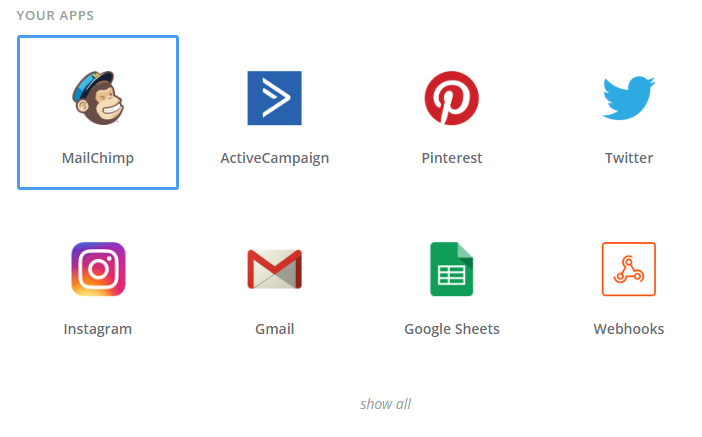 YOUR APPS
MailChimp
ActiveCampaign
Pinterest
Twitter
Instagram
Gmail
Google Sheets
Webhooks
show all